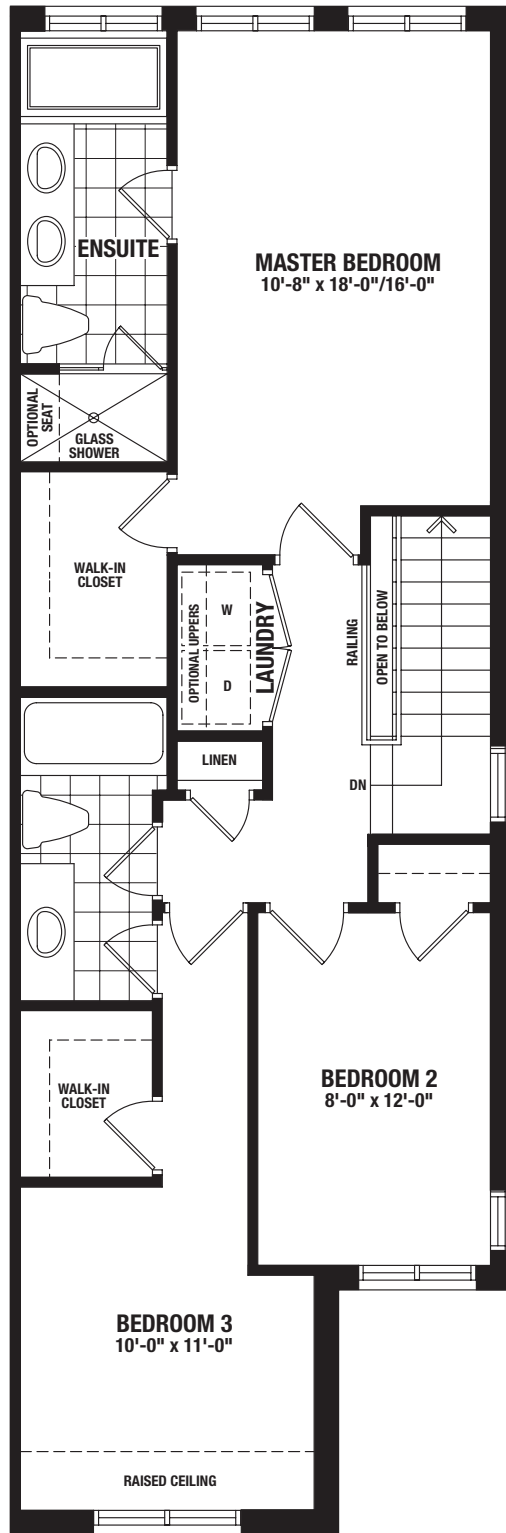 ENSUITE
MASTER BEDROOM
10'-8" x 18'-0"/16'-0"
OPTIONAL
SEAT
GLASS
SHOWER
WALK-IN
CLOSET
OPTIONAL UPPERS
W
D
LAUNDRY
RAILING
OPEN TO BELOW
LINEN
DN
WALK-IN
CLOSET
BEDROOM 2
8'-0" x 12'-0"
BEDROOM 3
10'-0" x 11'-0"
RAISED CEILING